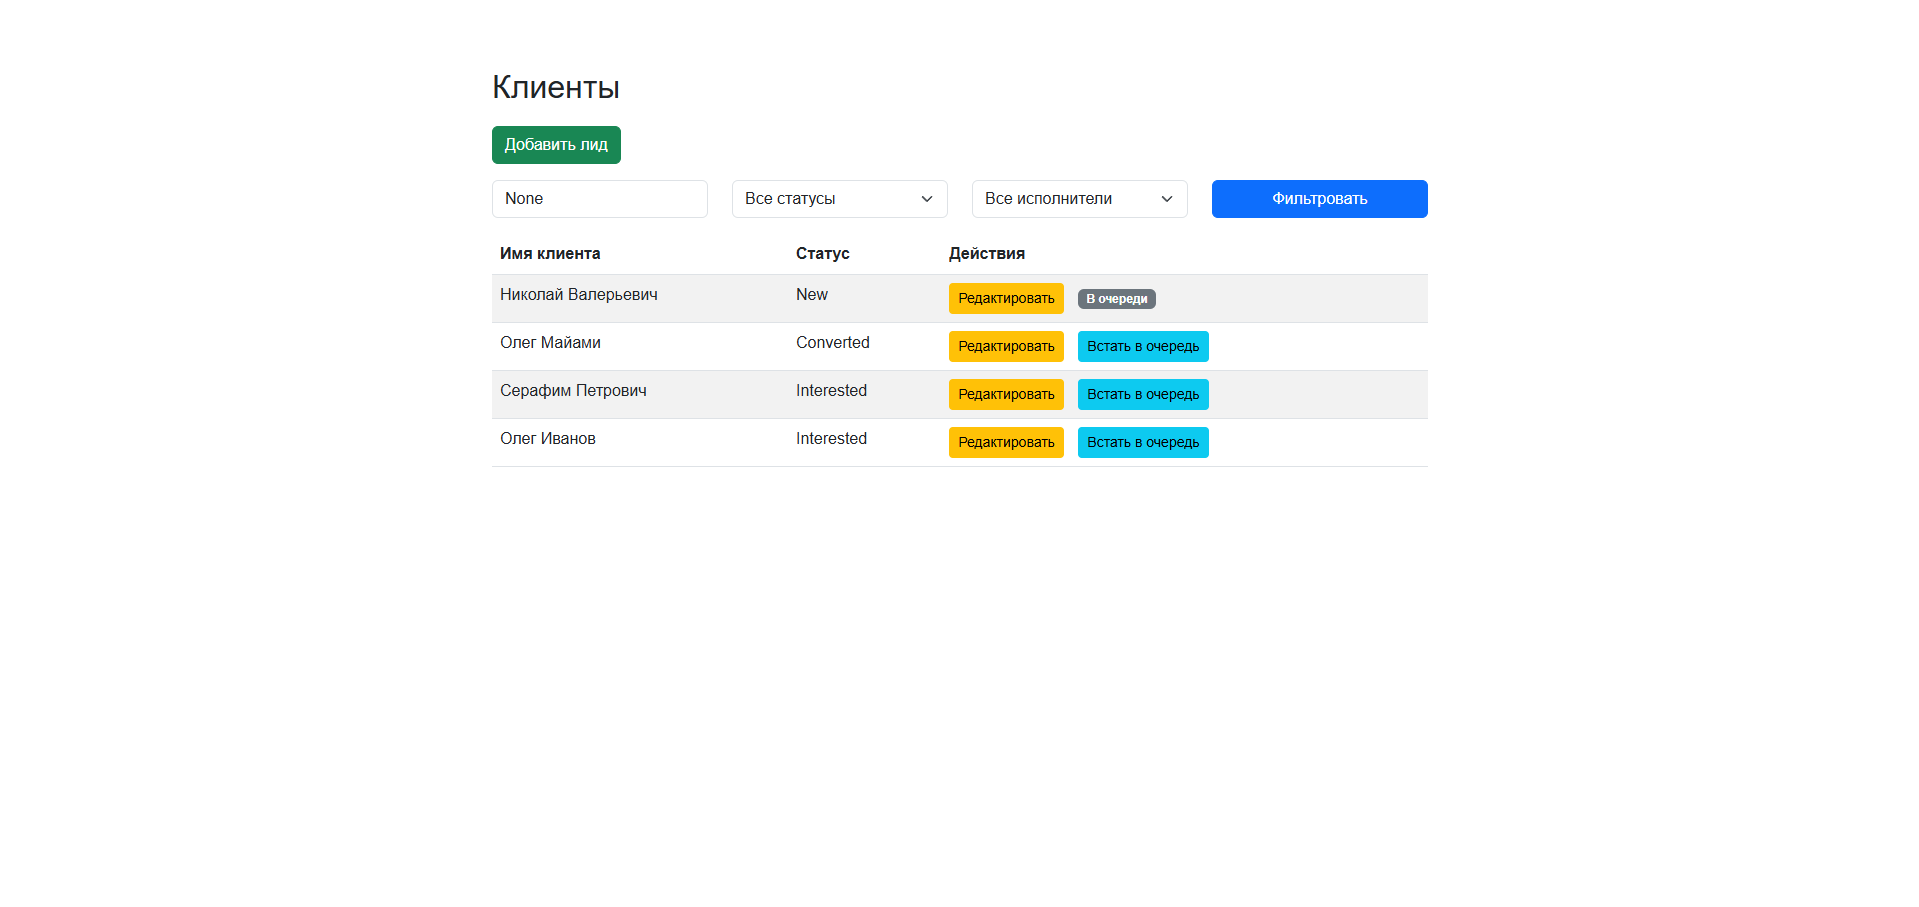 Клиенты
Добавить лид
None Все статусы Все исполнители Фильтровать
Имя клиента Статус Действия
Николай Валерьевич New Редактировать В очереди
Олег Майами Converted Редактировать Встать в очередь
Серафим Петрович Interested Редактировать Встать в очередь
Олег Иванов Interested Редактировать Встать в очередь